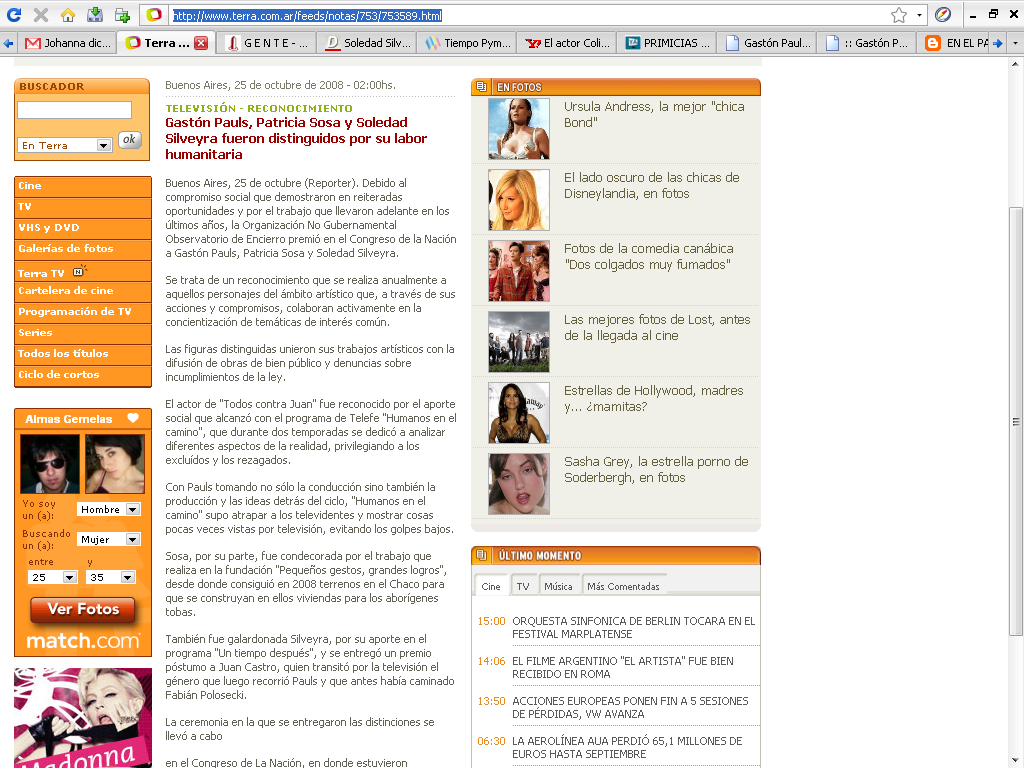 http://www.terra.com.ar/feeds/notas/753/753589.html
Johanna dic...
Terra ...
G E N T E - ...
Soledad Silv...
Tiempo Pym...
El actor Coli...
PRIMICIAS ...
Gastón Paul...
:: Gastón P...
EN EL PA
BUSCADOR
En Terra
ok
Cine
TV
VHS y DVD
Galerías de fotos
Terra TV
Cartelera de cine
Programación de TV
Series
Todos los títulos
Ciclo de cortos
Almas Gemelas
Yo soy
un (a):
Hombre
Buscando
un (a):
Mujer
entre
y
25
35
Ver Fotos
match.com
Madonna
Buenos Aires, 25 de octubre de 2008 - 02:00hs.
TELEVISIÓN - RECONOCIMIENTO
Gastón Pauls, Patricia Sosa y Soledad
Silveyra fueron distinguidos por su labor
humanitaria
Buenos Aires, 25 de octubre (Reporter). Debido al
compromiso social que demostraron en reiteradas
oportunidades y por el trabajo que llevaron adelante en los
últimos años, la Organización No Gubernamental
Observatorio de Encierro premió en el Congreso de la Nación
a Gastón Pauls, Patricia Sosa y Soledad Silveyra.
Se trata de un reconocimiento que se realiza anualmente a
aquellos personajes del ámbito artístico que, a través de sus
acciones y compromisos, colaboran activamente en la
concientización de temáticas de interés común.
Las figuras distinguidas unieron sus trabajos artísticos con la
difusión de obras de bien público y denuncias sobre
incumplimientos de la ley.
El actor de "Todos contra Juan" fue reconocido por el aporte
social que alcanzó con el programa de Telefe "Humanos en el
camino", que durante dos temporadas se dedicó a analizar
diferentes aspectos de la realidad, privilegiando a los
excluídos y los rezagados.
Con Pauls tomando no sólo la conducción sino también la
producción y las ideas detrás del ciclo, "Humanos en el
camino" supo atrapar a los televidentes y mostrar cosas
pocas veces vistas por televisión, evitando los golpes bajos.
Sosa, por su parte, fue condecorada por el trabajo que
realiza en la fundación "Pequeños gestos, grandes logros",
desde donde consiguió en 2008 terrenos en el Chaco para
que se construyan en ellos viviendas para los aborígenes
tobas.
También fue galardonada Silveyra, por su aporte en el
programa "Un tiempo después", y se entregó un premio
póstumo a Juan Castro, quien transitó por la televisión el
género que luego recorrió Pauls y que antes había caminado
Fabián Polosecki.
La ceremonia en la que se entregaron las distinciones se
llevó a cabo
en el Congreso de La Nación, en donde estuvieron
EN FOTOS
Ursula Andress, la mejor "chica
Bond"
El lado oscuro de las chicas de
Disneylandia, en fotos
Fotos de la comedia canábica
"Dos colgados muy fumados"
Las mejores fotos de Lost, antes
de la llegada al cine
Estrellas de Hollywood, madres
y... ¿mamitas?
Sasha Grey, la estrella porno de
Soderbergh, en fotos
ÚLTIMO MOMENTO
Cine
TV
Música
Más Comentadas
15:00 ORQUESTA SINFONICA DE BERLIN TOCARA EN EL
FESTIVAL MARPLATENSE
14:06 EL FILME ARGENTINO "EL ARTISTA" FUE BIEN
RECIBIDO EN ROMA
13:50 ACCIONES EUROPEAS PONEN FIN A 5 SESIONES
DE PÉRDIDAS, VW AVANZA
06:30 LA AEROLÍNEA AUA PERDIÓ 65,1 MILLONES DE
EUROS HASTA SEPTIEMBRE